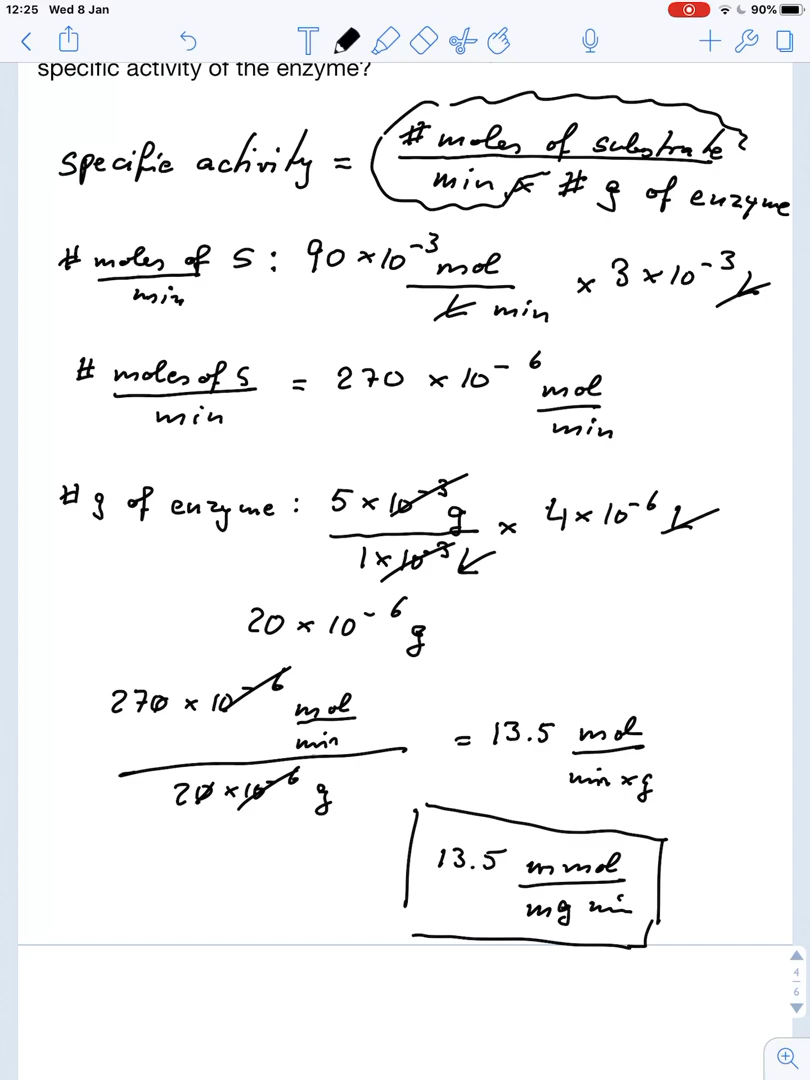 12:25 Wed 8 Jan 90%
T
specific activity of the enzyme?
specific activity = # moles of substrate
min x # g of enzyme
# moles of S : 90 × 10⁻³ mol × 3 × 10⁻³ L
min L min
# moles of S = 270 × 10⁻⁶ mol
min min
# g of enzyme : 5 × 10⁻³ g × 4 × 10⁻⁶ L
1 × 10⁻³ L
20 × 10⁻⁶ g
270 × 10⁻⁶ mol
min
= 13.5 mol
min × g
20 × 10⁻⁶ g
13.5 mmol
mg min
4
6